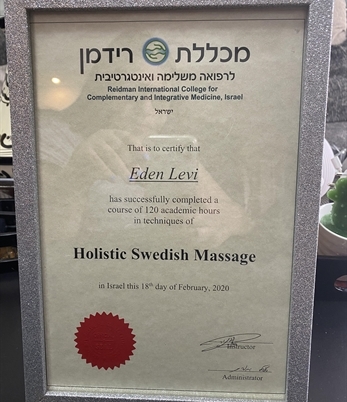 מכללת רידמן
לרפואה משלימה ואינטגרטיבית
Reidman International College for
Complementary and Integrative Medicine, Israel
ישראל
That is to certify that
Eden Levi
has successfully completed a
course of 120 academic hours
in techniques of
Holistic Swedish Massage
in Israel this 18th day of February, 2020
Instructor
Administrator